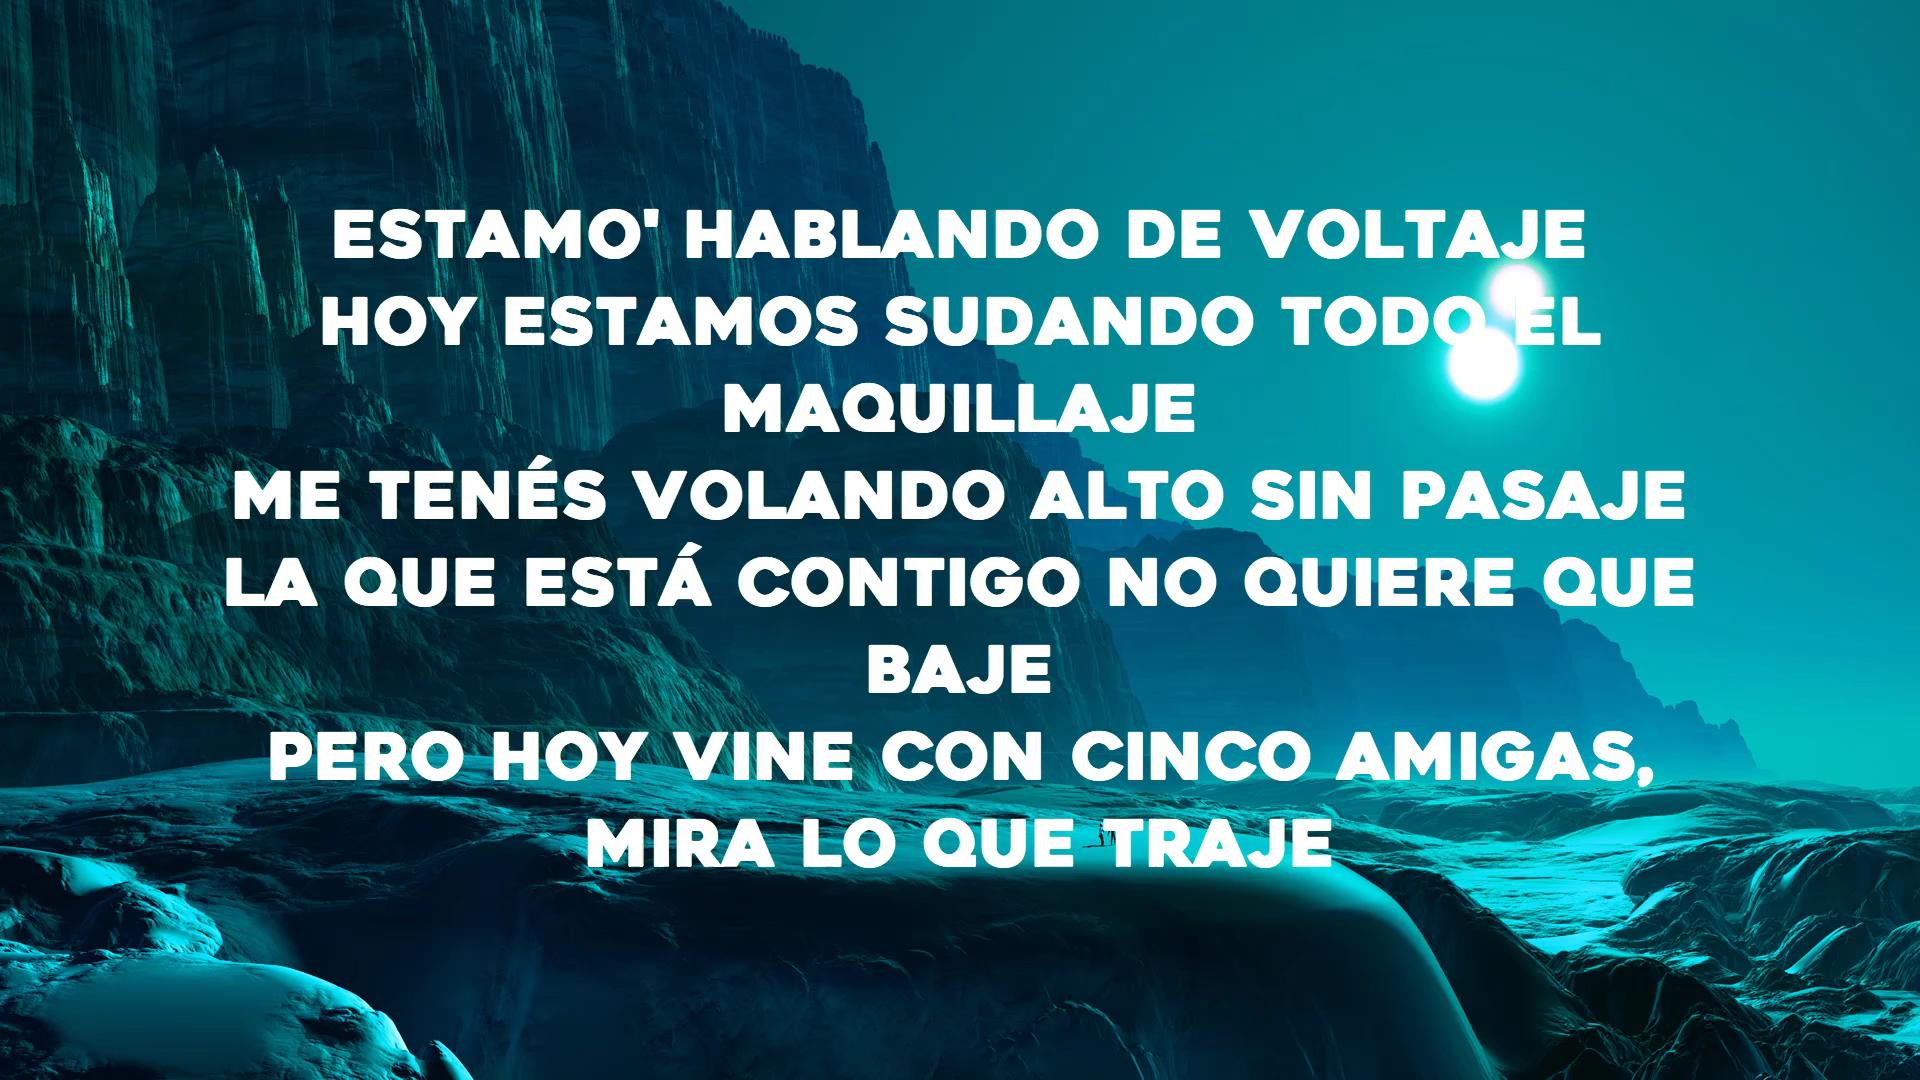 ESTAMO' HABLANDO DE VOLTAJE
HOY ESTAMOS SUDANDO TODO EL
MAQUILLAJE
ME TENÉS VOLANDO ALTO SIN PASAJE
LA QUE ESTÁ CONTIGO NO QUIERE QUE
BAJE
PERO HOY VINE CON CINCO AMIGAS,
MIRA LO QUE TRAJE